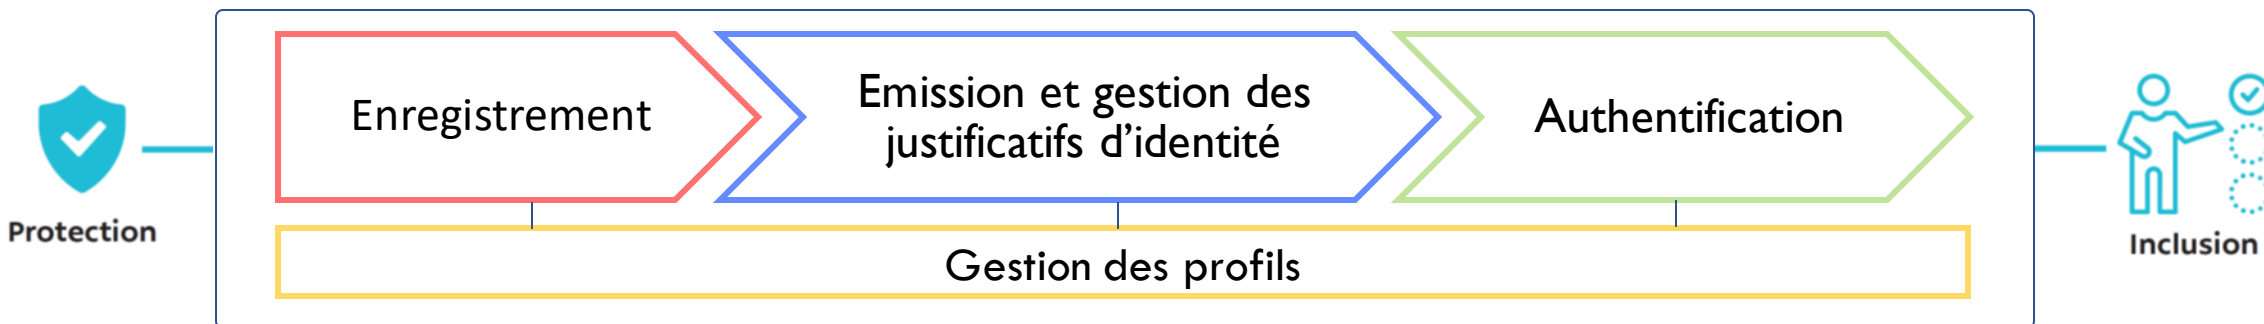 Enregistrement
Emission et gestion des
justificatifs d’identité
Authentification
Protection
Gestion des profils
Inclusion